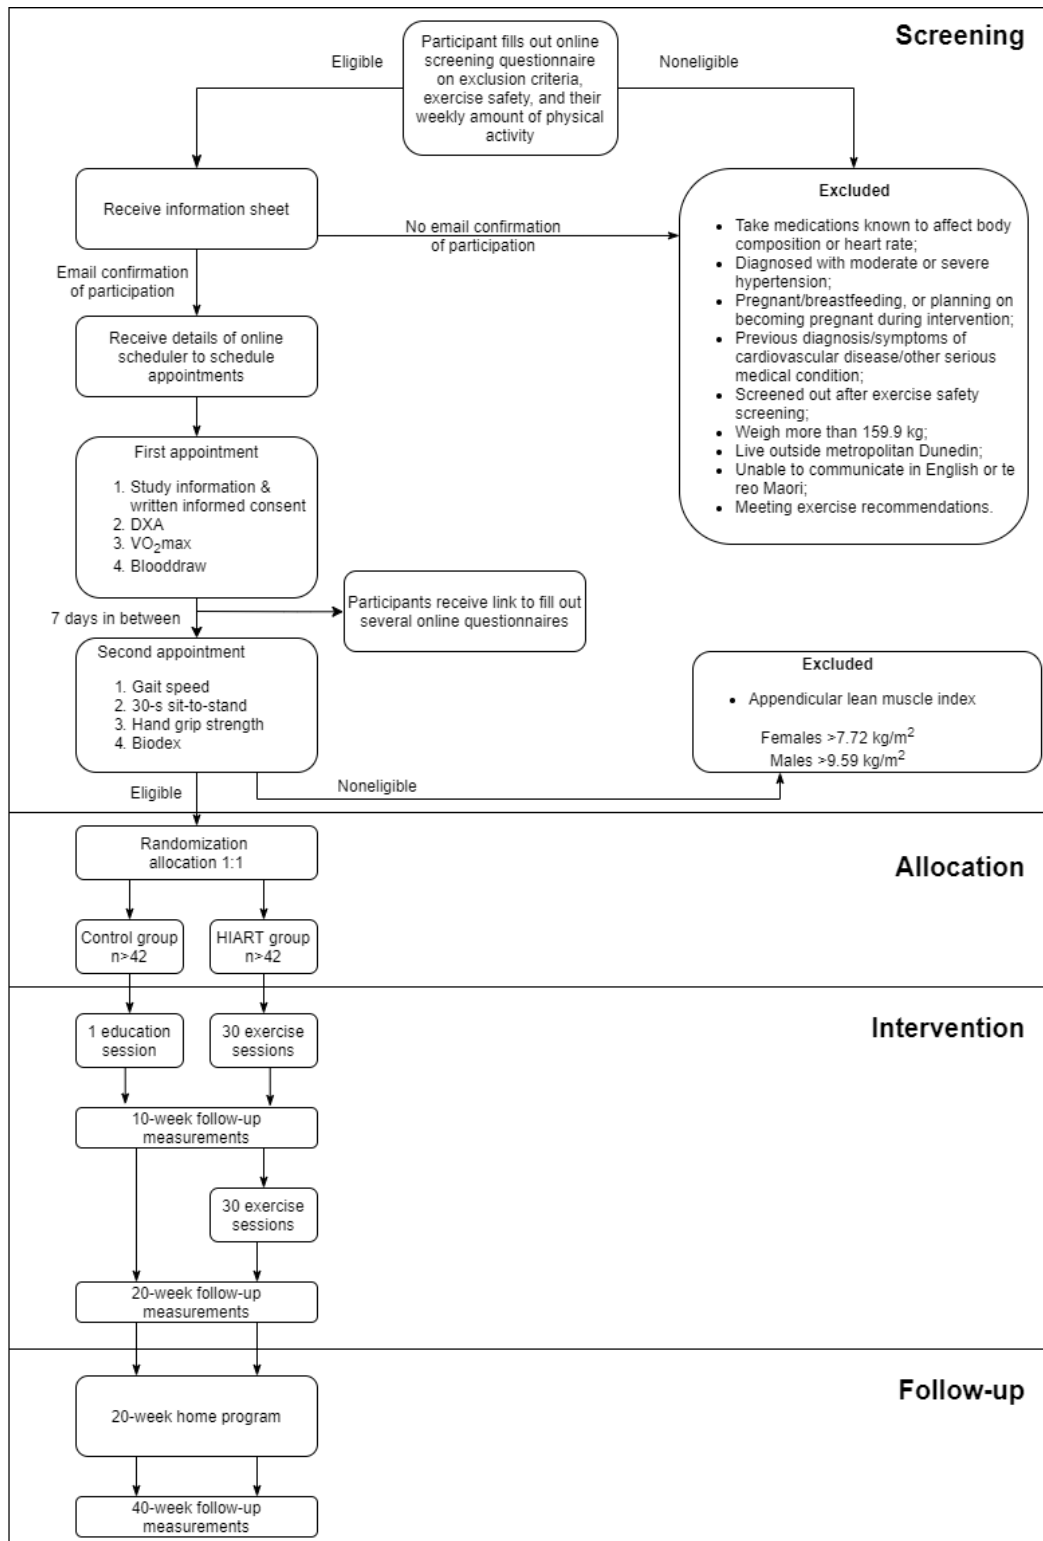 Screening
Participant fills out online
screening questionnaire
on exclusion criteria,
exercise safety, and their
weekly amount of physical
activity
Eligible
Noneligible
Receive information sheet
No email confirmation
of participation
Excluded
• Take medications known to affect body
composition or heart rate;
• Diagnosed with moderate or severe
hypertension;
• Pregnant/breastfeeding, or planning on
becoming pregnant during intervention;
• Previous diagnosis/symptoms of
cardiovascular disease/other serious
medical condition;
• Screened out after exercise safety
screening;
• Weigh more than 159.9 kg;
• Live outside metropolitan Dunedin;
• Unable to communicate in English or te
reo Maori;
• Meeting exercise recommendations.
Email confirmation
of participation
Receive details of online
scheduler to schedule
appointments
First appointment
1. Study information &
written informed consent
2. DXA
3. VO2max
4. Blooddraw
7 days in between
Participants receive link to fill out
several online questionnaires
Second appointment
1. Gait speed
2. 30-s sit-to-stand
3. Hand grip strength
4. Biodex
Excluded
• Appendicular lean muscle index
Females >7.72 kg/m2
Males >9.59 kg/m2
Eligible
Noneligible
Allocation
Randomization
allocation 1:1
Control group
n>42
HIART group
n>42
Intervention
1 education
session
30 exercise
sessions
10-week follow-up
measurements
30 exercise
sessions
20-week follow-up
measurements
Follow-up
20-week home program
40-week follow-up
measurements